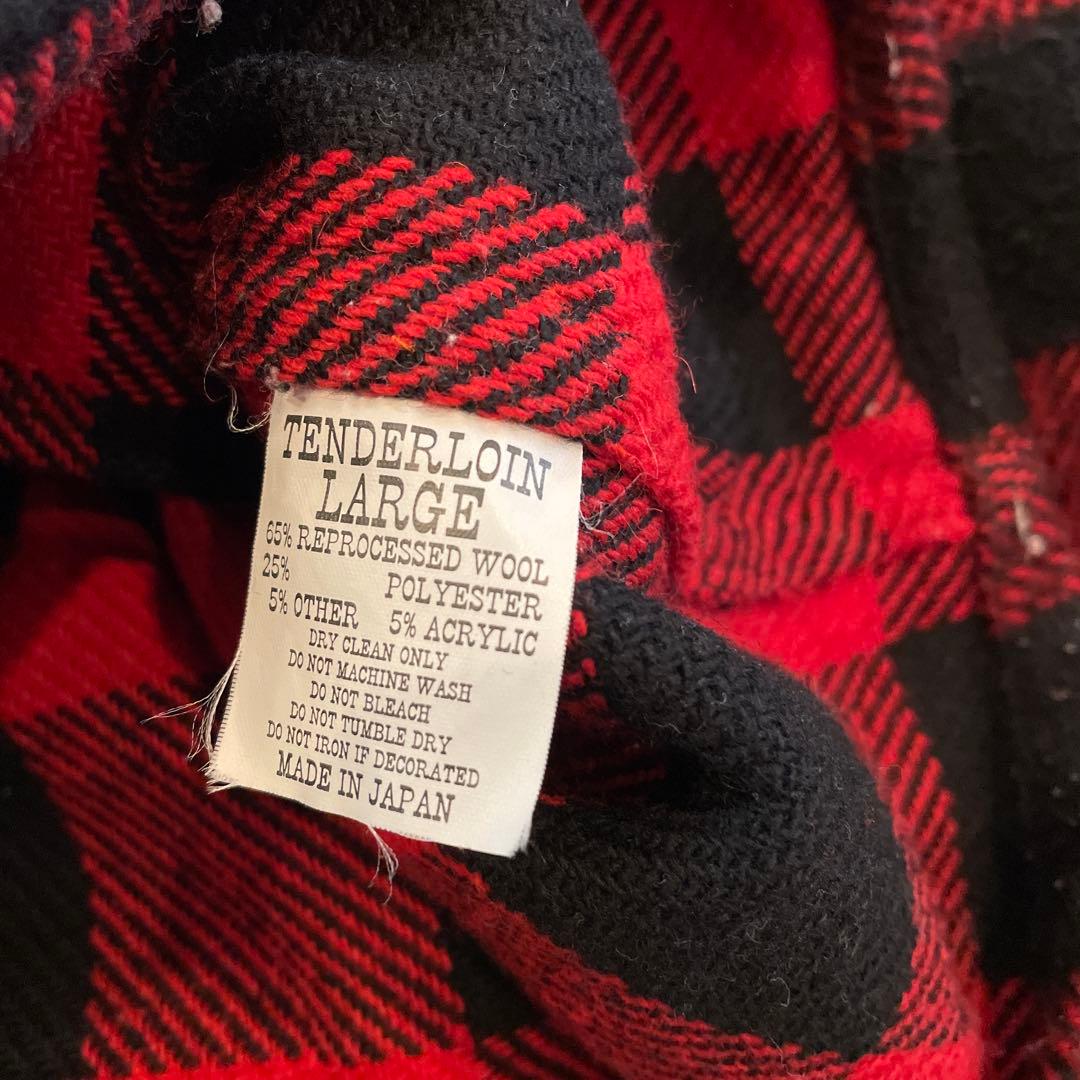 TENDERLOIN
LARGE
65% REPROCESSED WOOL
25% POLYESTER
5% OTHER 5% ACRYLIC
DRY CLEAN ONLY
DO NOT MACHINE WASH
DO NOT BLEACH
DO NOT TUMBLE DRY
DO NOT IRON IF DECORATED
MADE IN JAPAN